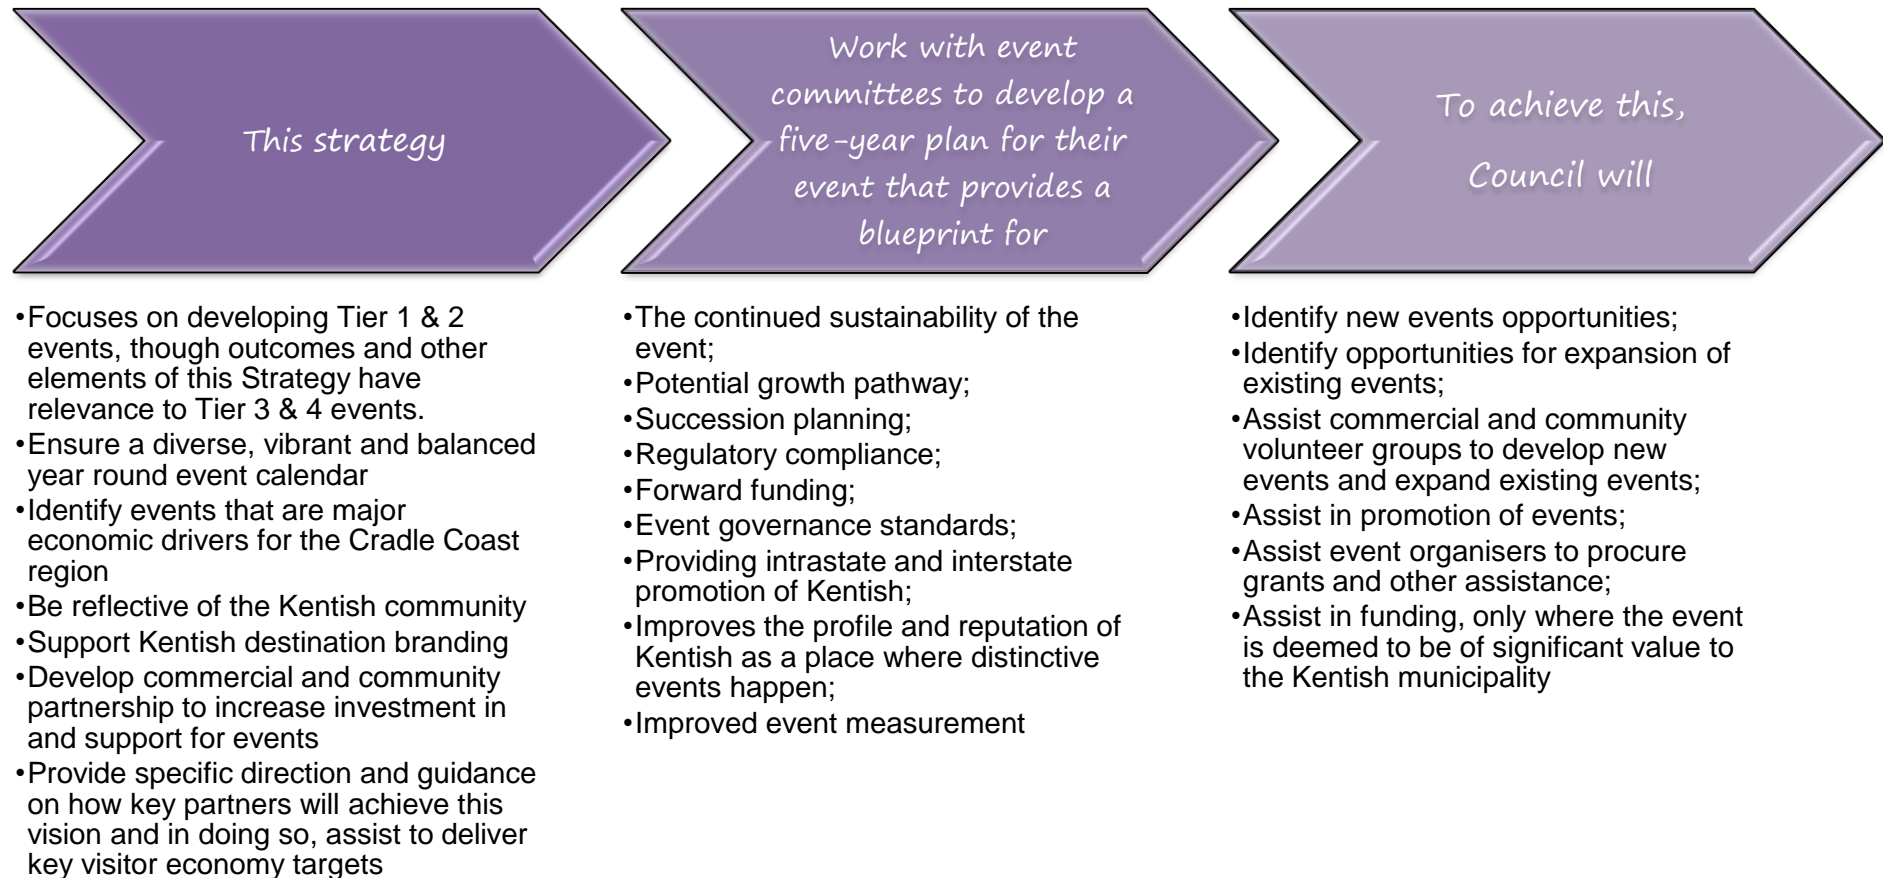 This strategy
•Focuses on developing Tier 1 & 2
events, though outcomes and other
elements of this Strategy have
relevance to Tier 3 & 4 events.
•Ensure a diverse, vibrant and balanced
year round event calendar
•Identify events that are major
economic drivers for the Cradle Coast
region
•Be reflective of the Kentish community
•Support Kentish destination branding
•Develop commercial and community
partnership to increase investment in
and support for events
•Provide specific direction and guidance
on how key partners will achieve this
vision and in doing so, assist to deliver
key visitor economy targets
Work with event
committees to develop a
five-year plan for their
event that provides a
blueprint for
•The continued sustainability of the
event;
•Potential growth pathway;
•Succession planning;
•Regulatory compliance;
•Forward funding;
•Event governance standards;
•Providing intrastate and interstate
promotion of Kentish;
•Improves the profile and reputation of
Kentish as a place where distinctive
events happen;
•Improved event measurement
To achieve this,
Council will
•Identify new events opportunities;
•Identify opportunities for expansion of
existing events;
•Assist commercial and community
volunteer groups to develop new
events and expand existing events;
•Assist in promotion of events;
•Assist event organisers to procure
grants and other assistance;
•Assist in funding, only where the event
is deemed to be of significant value to
the Kentish municipality